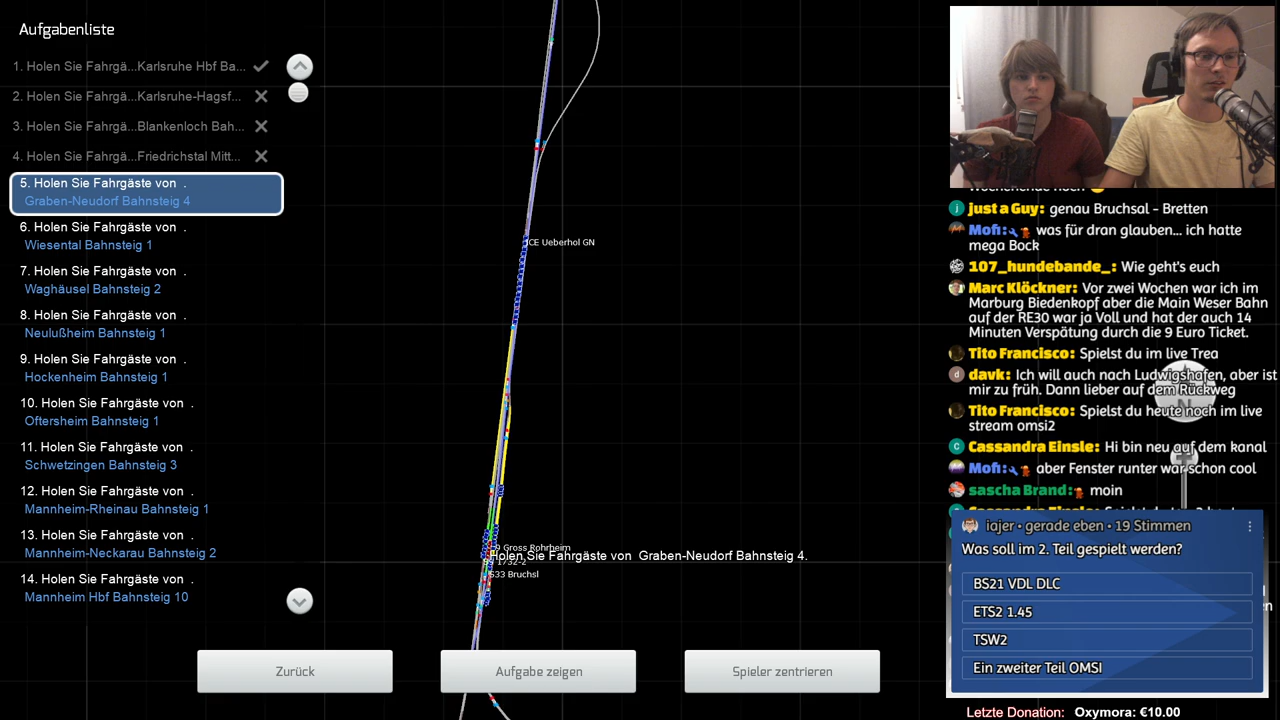 Aufgabenliste
1. Holen Sie Fahrgä...Karlsruhe Hbf Ba...
2. Holen Sie Fahrgä...Karlsruhe-Hagsf...
3. Holen Sie Fahrgä...Blankenloch Bah...
4. Holen Sie Fahrgä...Friedrichstal Mitt...
5. Holen Sie Fahrgäste von .
Graben-Neudorf Bahnsteig 4
6. Holen Sie Fahrgäste von .
Wiesental Bahnsteig 1
7. Holen Sie Fahrgäste von .
Waghäusel Bahnsteig 2
8. Holen Sie Fahrgäste von .
Neulußheim Bahnsteig 1
9. Holen Sie Fahrgäste von .
Hockenheim Bahnsteig 1
10. Holen Sie Fahrgäste von .
Oftersheim Bahnsteig 1
11. Holen Sie Fahrgäste von .
Schwetzingen Bahnsteig 3
12. Holen Sie Fahrgäste von .
Mannheim-Rheinau Bahnsteig 1
13. Holen Sie Fahrgäste von .
Mannheim-Neckarau Bahnsteig 2
14. Holen Sie Fahrgäste von .
Mannheim Hbf Bahnsteig 10
ICE Ueberhol GN
Gross Rohrheim
Holen Sie Fahrgäste von Graben-Neudorf Bahnsteig 4.
1732-2
S33 Bruchsl
Zurück
Aufgabe zeigen
Spieler zentrieren
just a Guy: genau Bruchsal - Bretten
Mofi: was für dran glauben... ich hatte
mega Bock
107_hundebande_: Wie geht's euch
Marc Klöckner: Vor zwei Wochen war ich im
Marburg Biedenkopf aber die Main Weser Bahn
auf der RE30 war ja Voll und hat der auch 14
Minuten Verspätung durch die 9 Euro Ticket.
Tito Francisco: Spielst du im live Trea
davk: Ich will auch nach Ludwigshafen, aber ist
mir zu früh. Dann lieber auf dem Rückweg
N
Tito Francisco: Spielst du heute noch im live
stream omsi2
Cassandra Einsle: Hi bin neu auf dem kanal
Mofi: aber Fenster runter war schon cool
sascha Brand: moin
iajer • gerade eben • 19 Stimmen
Was soll im 2. Teil gespielt werden?
BS21 VDL DLC
ETS2 1.45
TSW2
Ein zweiter Teil OMSI
Letzte Donation: Oxymora: €10.00